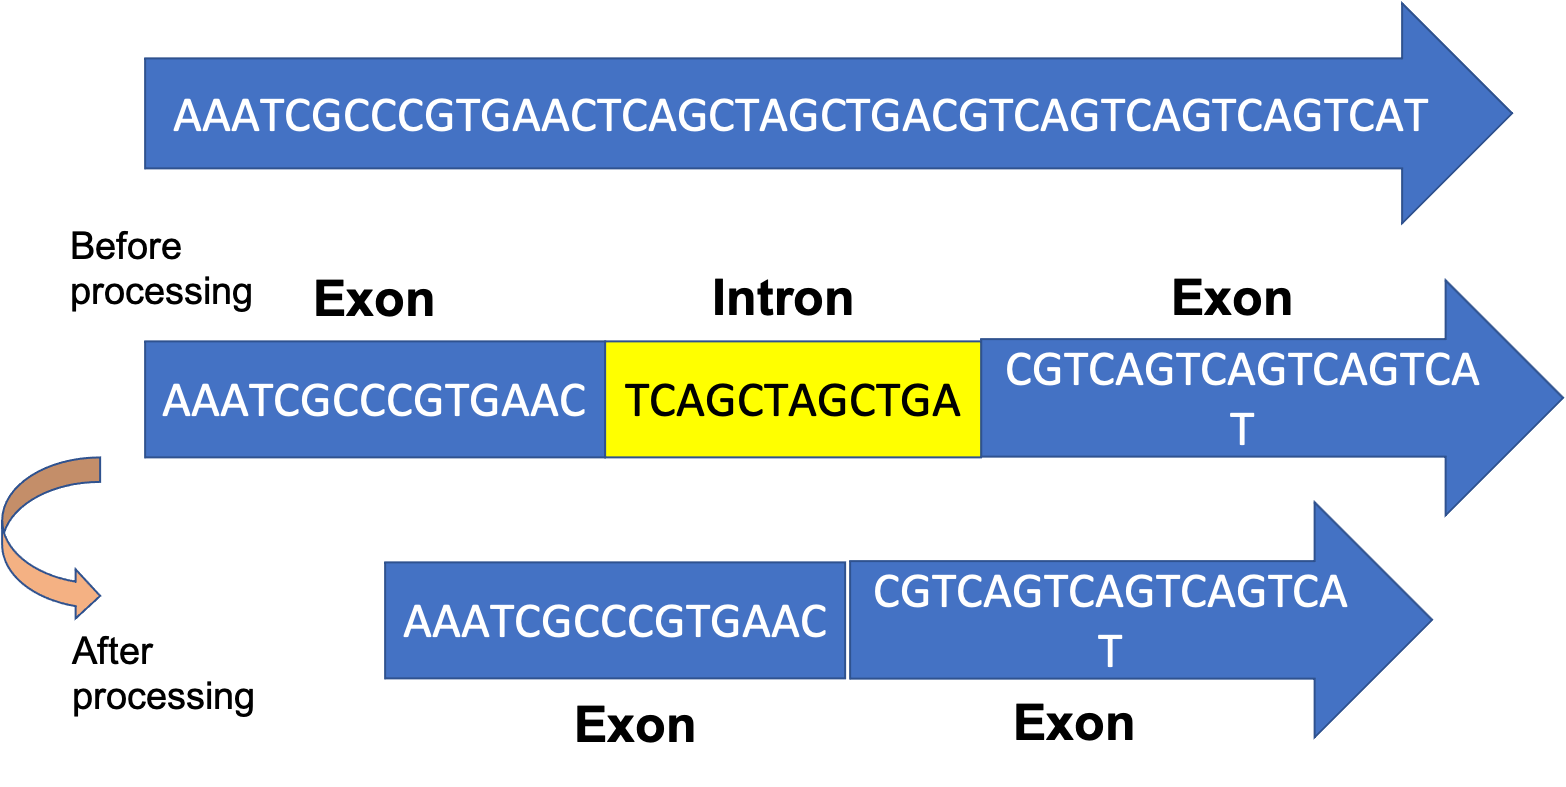 AAATCGCCCGTGAACTCAGCTAGCTGACGTCAGTCAGTCAGTCAT
Before
processing
Exon
Intron
Exon
AAATCGCCCGTGAAC
TCAGCTAGCTGA
CGTCAGTCAGTCAGTCA
T
After
processing
AAATCGCCCGTGAAC
CGTCAGTCAGTCAGTCA
T
Exon
Exon